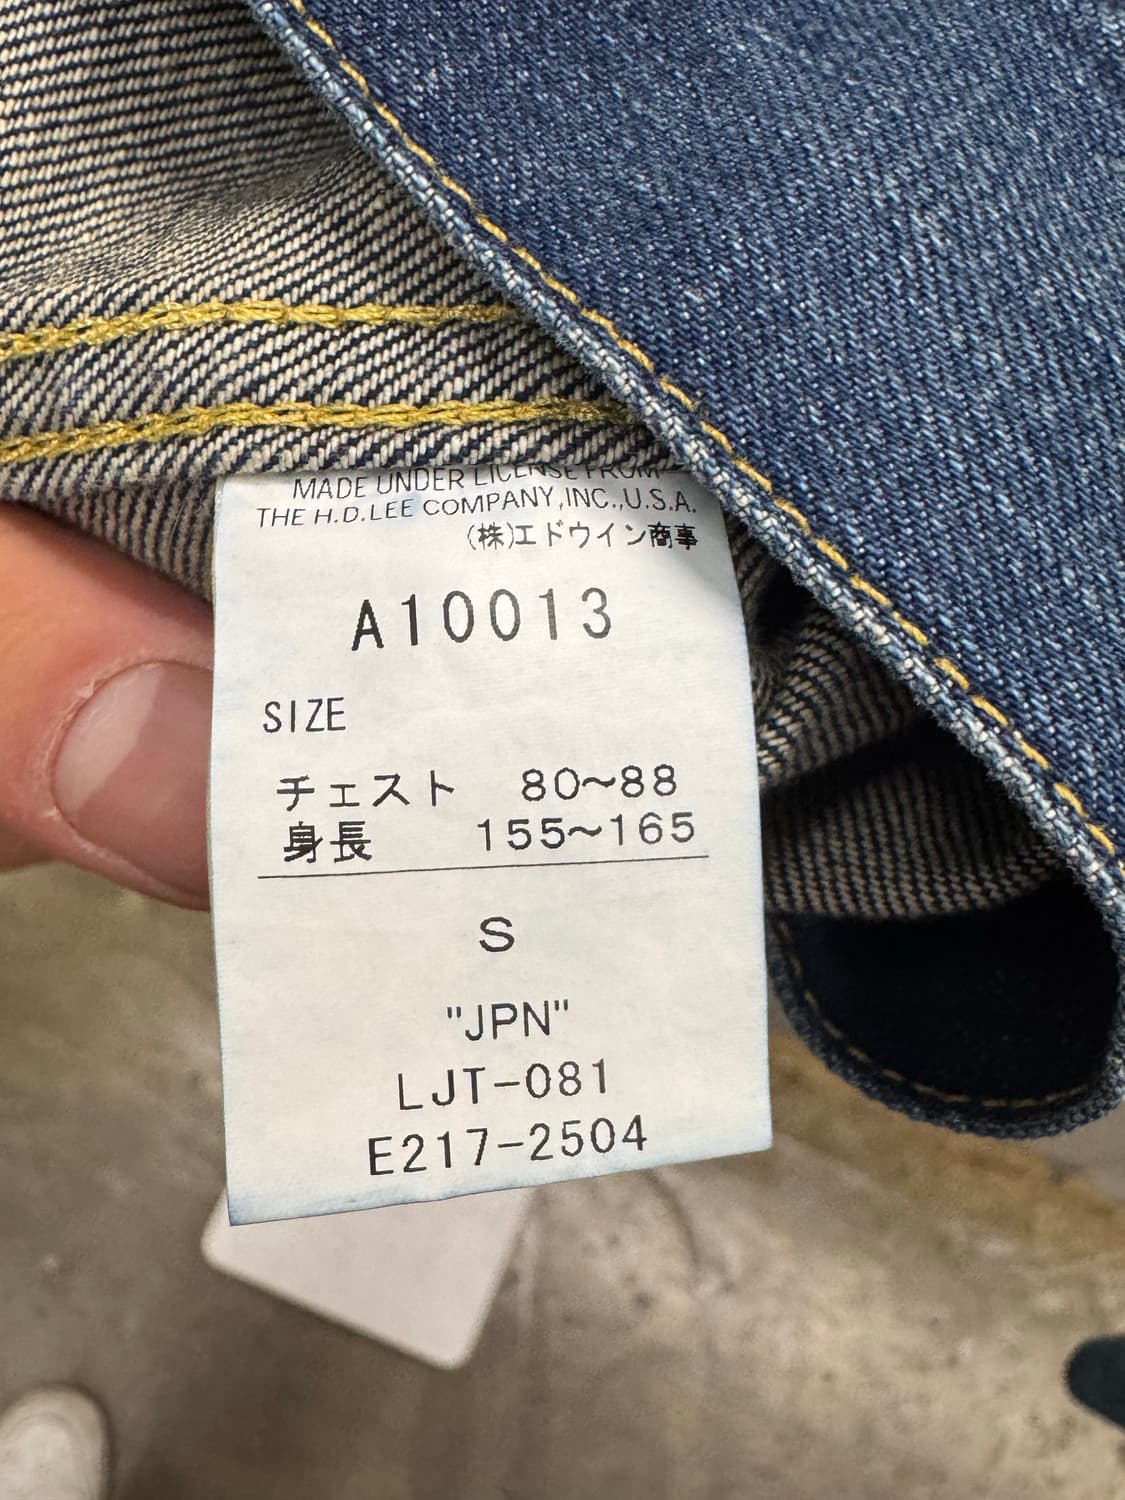 MADE UNDER LICENSE FROM
THE H.D.LEE COMPANY,INC.,U.S.A.
(株)エドウイン商事
A10013
SIZE
チェスト 80〜88
身長 155〜165
S
"JPN"
LJT-081
E217-2504